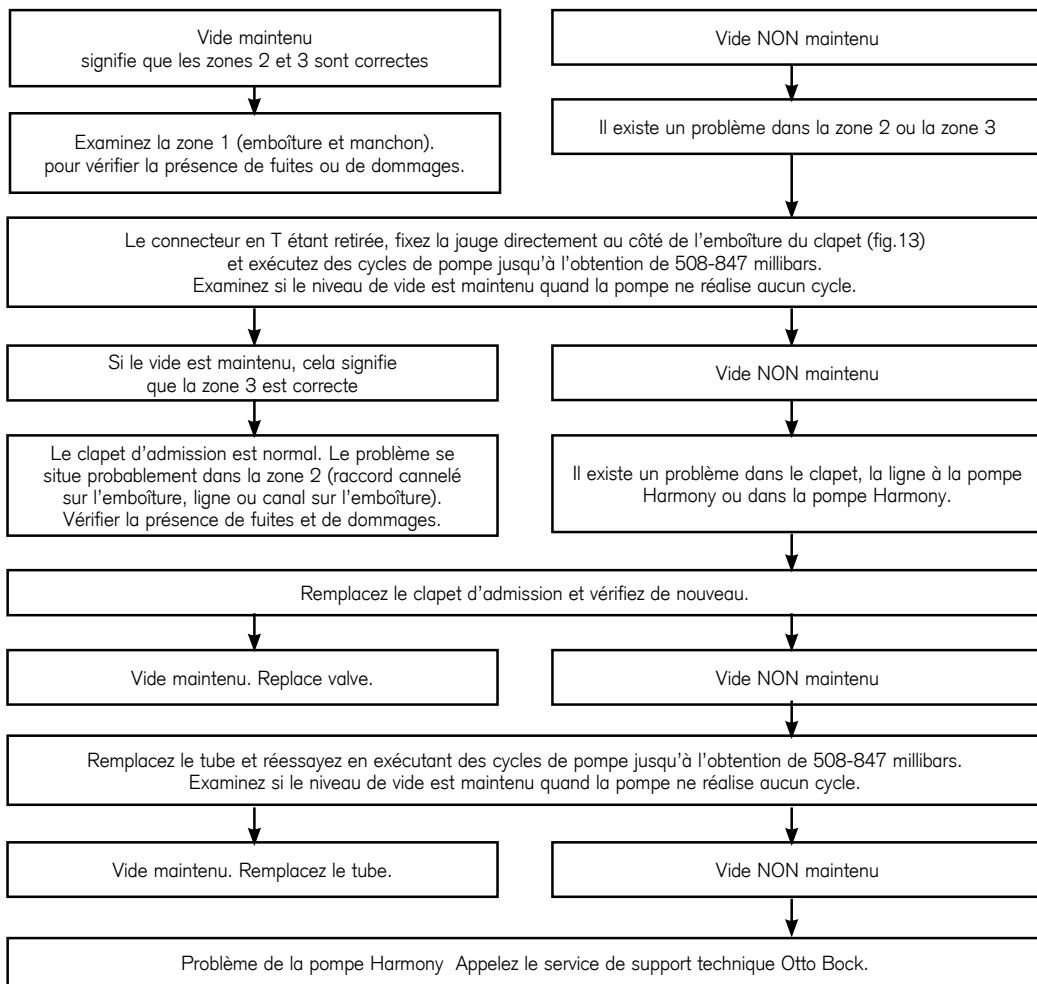 Vide maintenu
signifie que les zones 2 et 3 sont correctes
Vide NON maintenu
Examinez la zone 1 (emboîture et manchon).
pour vérifier la présence de fuites ou de dommages.
Il existe un problème dans la zone 2 ou la zone 3
Le connecteur en T étant retirée, fixez la jauge directement au côté de l'emboîture du clapet (fig.13)
et exécutez des cycles de pompe jusqu'à l'obtention de 508-847 millibars.
Examinez si le niveau de vide est maintenu quand la pompe ne réalise aucun cycle.
Si le vide est maintenu, cela signifie
que la zone 3 est correcte
Vide NON maintenu
Le clapet d'admission est normal. Le problème se
situe probablement dans la zone 2 (raccord cannelé
sur l'emboîture, ligne ou canal sur l'emboîture).
Vérifier la présence de fuites et de dommages.
Il existe un problème dans le clapet, la ligne à la pompe
Harmony ou dans la pompe Harmony.
Remplacez le clapet d'admission et vérifiez de nouveau.
Vide maintenu. Replace valve.
Vide NON maintenu
Remplacez le tube et réessayez en exécutant des cycles de pompe jusqu'à l'obtention de 508-847 millibars.
Examinez si le niveau de vide est maintenu quand la pompe ne réalise aucun cycle.
Vide maintenu. Remplacez le tube.
Vide NON maintenu
Problème de la pompe Harmony  Appelez le service de support technique Otto Bock.